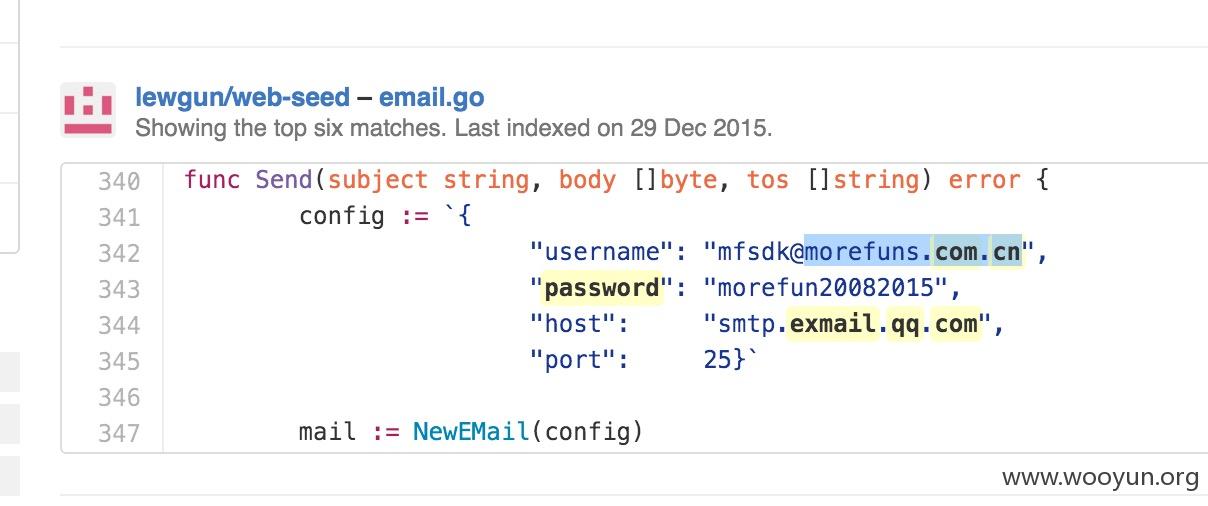 lewgun/web-seed – email.go
Showing the top six matches. Last indexed on 29 Dec 2015.
340 func Send(subject string, body []byte, tos []string) error {
341 config := `{
342 "username": "mfsdk@morefuns.com.cn",
343 "password": "morefun20082015",
344 "host": "smtp.exmail.qq.com",
345 "port": 25}`
346
347 mail := NewEMail(config)
www.wooyun.org